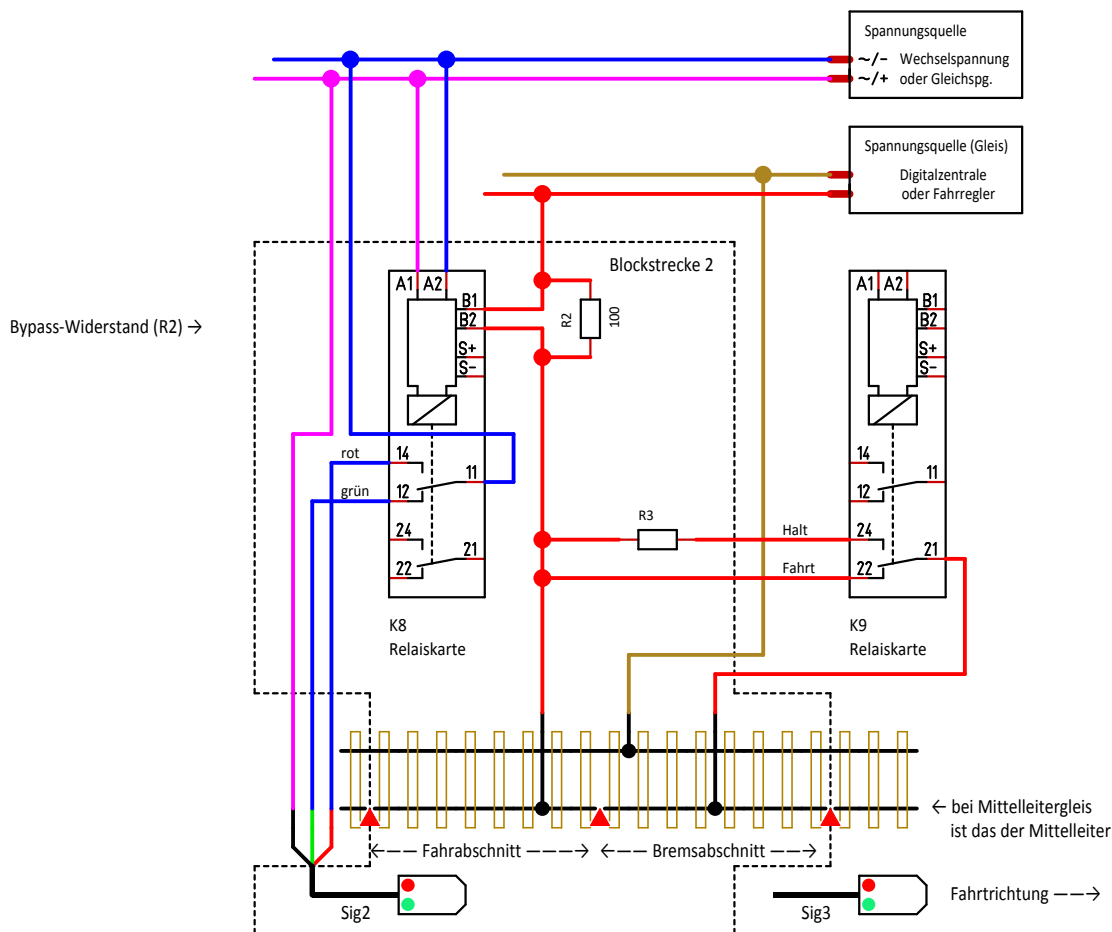 Spannungsquelle
~/- Wechselspannung
~/+ oder Gleichspg.
Spannungsquelle (Gleis)
Digitalzentrale
oder Fahrregler
Blockstrecke 2
Bypass-Widerstand (R2) →
A1 A2
B1
B2
S+
S-
R2
100
A1 A2
B1
B2
S+
S-
rot
14
11
grün
12
24
21
22
14
11
12
R3
Halt
24
21
Fahrt
22
K8
Relaiskarte
K9
Relaiskarte
← bei Mittelleitergleis
ist das der Mittelleiter
Fahrabschnitt
Bremsabschnitt
Sig2
Sig3
Fahrtrichtung ——→